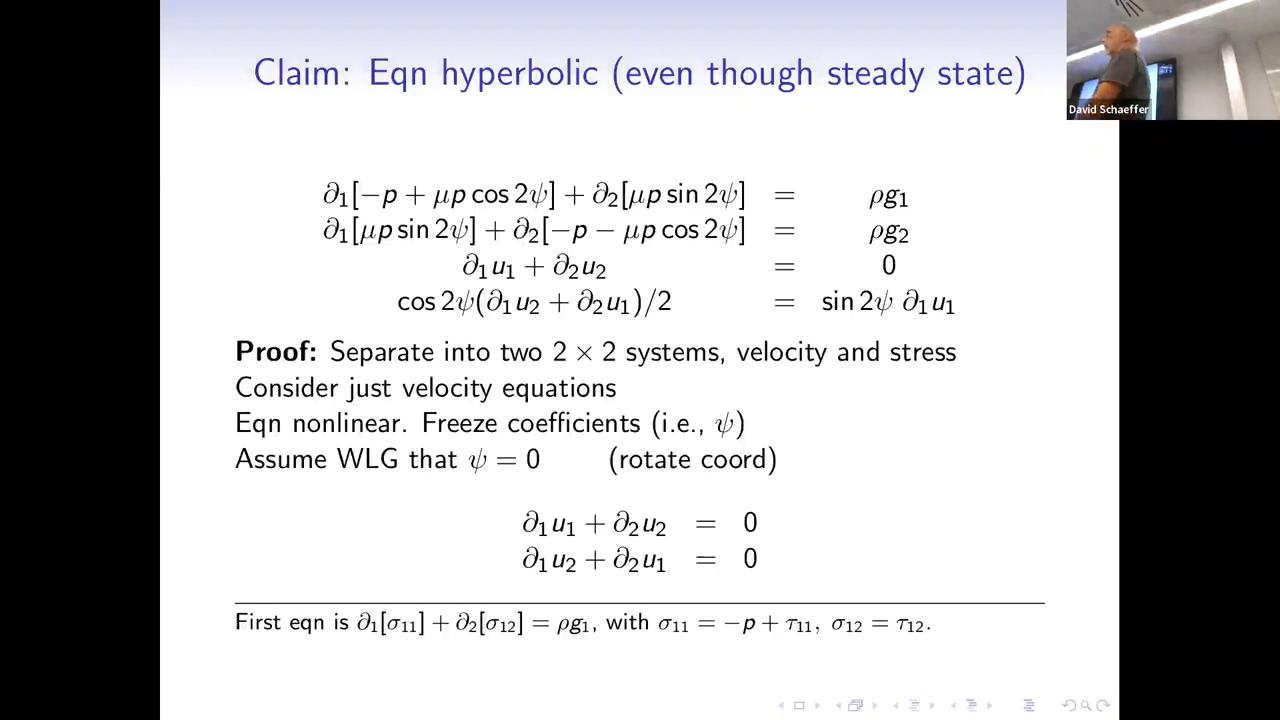 Claim: Eqn hyperbolic (even though steady state)
David Schaeffer
∂₁[−p + μp cos 2ψ] + ∂₂[μp sin 2ψ] = ρg₁
∂₁[μp sin 2ψ] + ∂₂[−p − μp cos 2ψ] = ρg₂
∂₁u₁ + ∂₂u₂ = 0
cos 2ψ(∂₁u₂ + ∂₂u₁)/2 = sin 2ψ ∂₁u₁
Proof: Separate into two 2 × 2 systems, velocity and stress
Consider just velocity equations
Eqn nonlinear. Freeze coefficients (i.e., ψ)
Assume WLG that ψ = 0 (rotate coord)
∂₁u₁ + ∂₂u₂ = 0
∂₁u₂ + ∂₂u₁ = 0
First eqn is ∂₁[σ₁₁] + ∂₂[σ₁₂] = ρg₁, with σ₁₁ = −p + τ₁₁, σ₁₂ = τ₁₂.